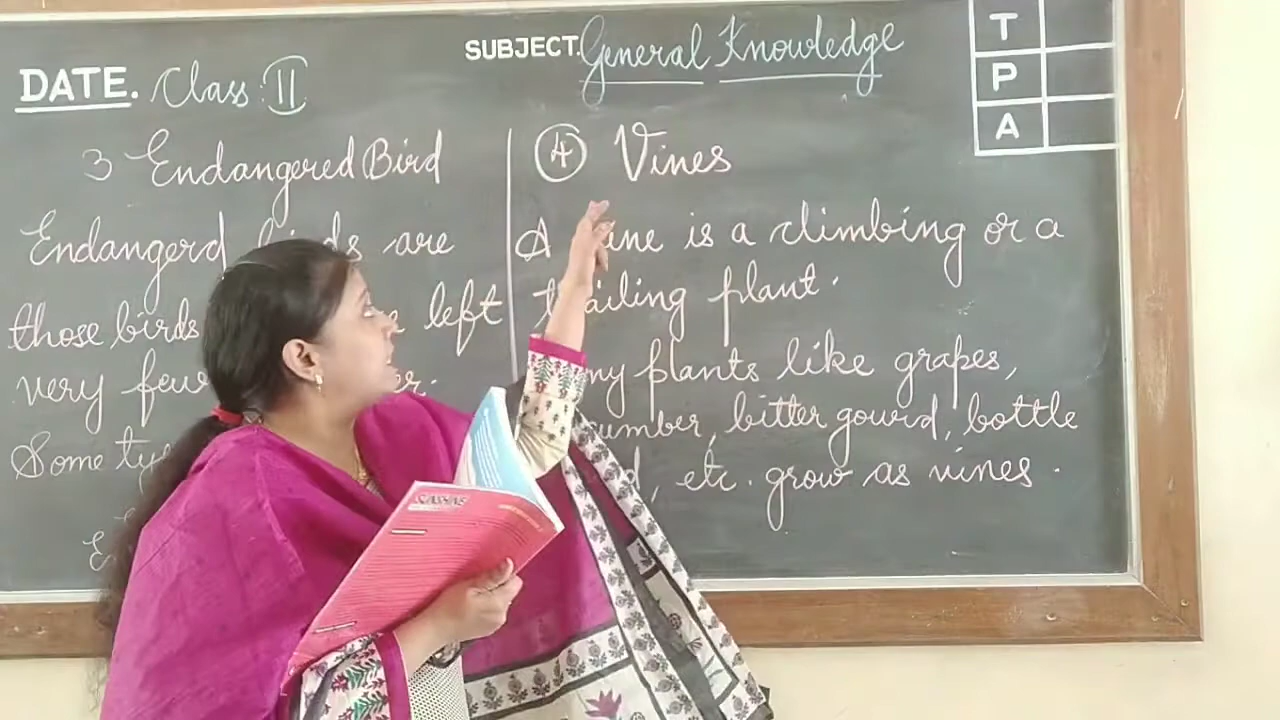 SUBJECT. General Knowledge
DATE. Class II
T
P
A
3 Endangered Bird
Endangerd birds are
those birds left
very few
Some
④ Vines
A vine is a climbing or a
trailing plant.
many plants like grapes,
cucumber, bitter gourd, bottle
gourd, etc. grow as vines.